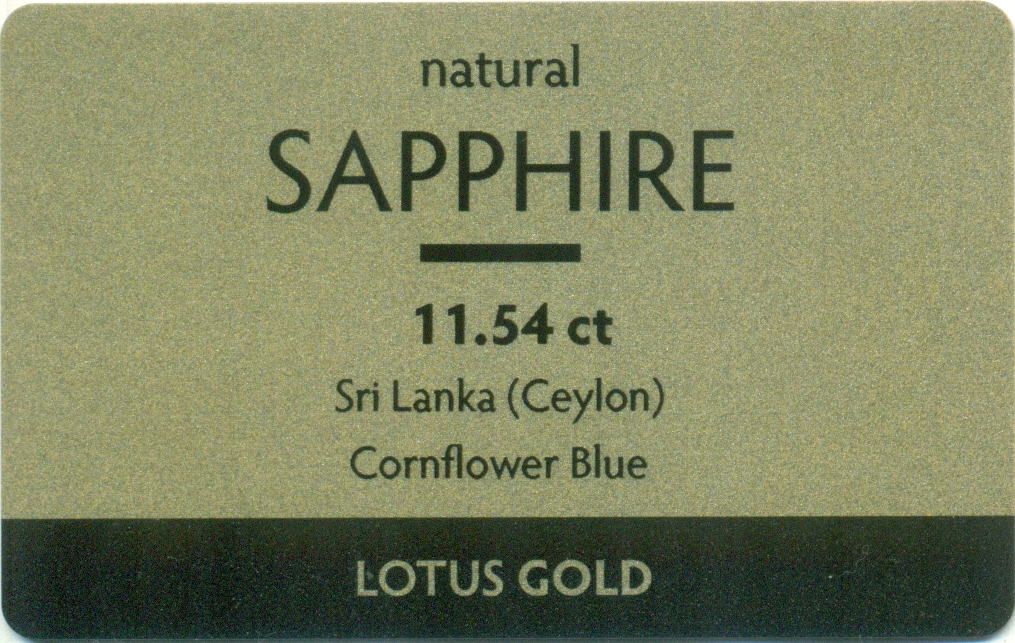 natural
SAPPHIRE
11.54 ct
Sri Lanka (Ceylon)
Cornflower Blue
LOTUS GOLD